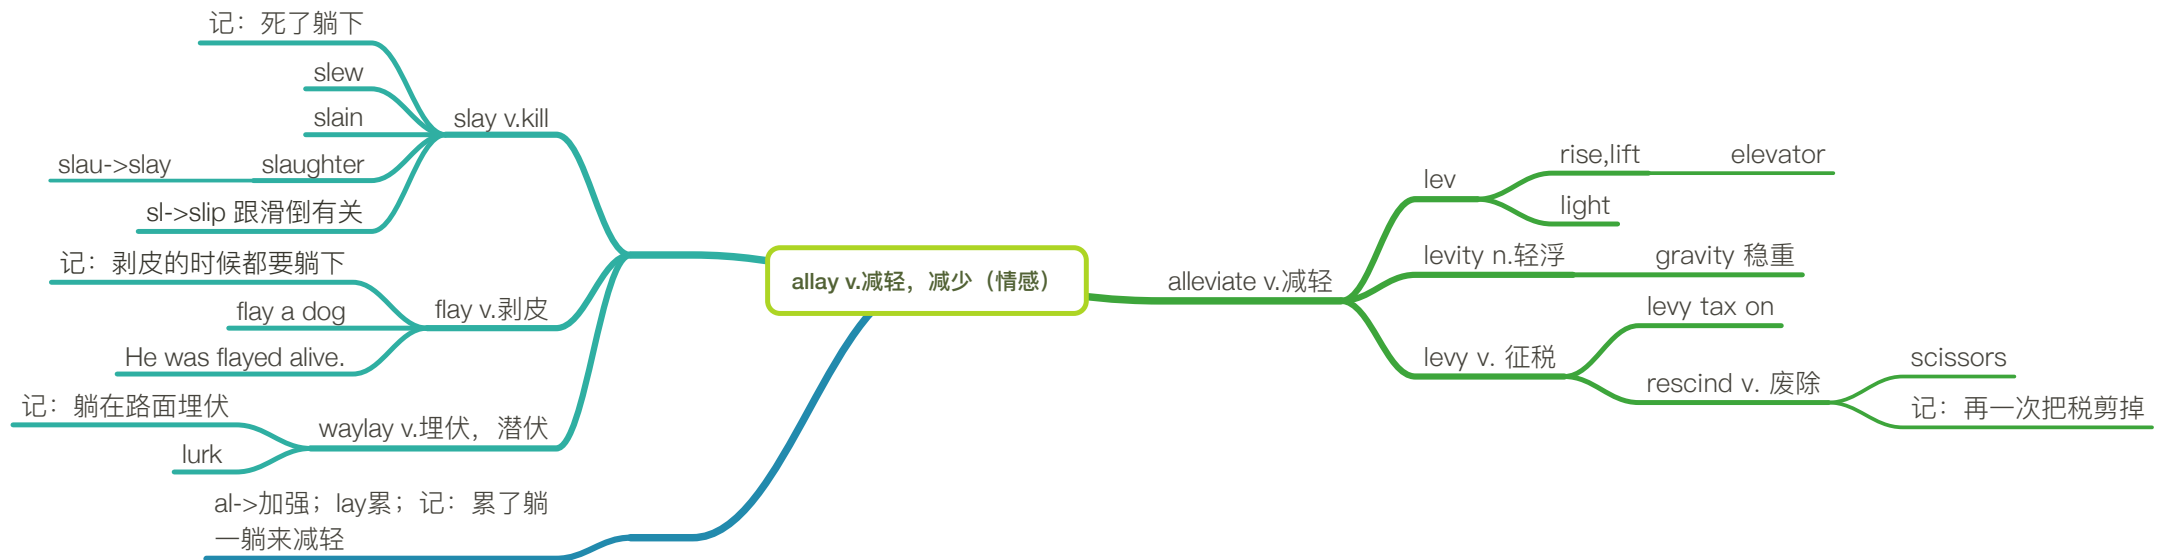 allay v.减轻，减少（情感）
记：死了躺下
slew
slain
slau->slay
slaughter
sl->slip 跟滑倒有关
slay v.kill
记：剥皮的时候都要躺下
flay a dog
He was flayed alive.
flay v.剥皮
记：躺在路面埋伏
lurk
waylay v.埋伏，潜伏
al->加强；lay累；记：累了躺
一躺来减轻
alleviate v.减轻
lev
rise,lift
elevator
light
levity n.轻浮
gravity 稳重
levy v. 征税
levy tax on
rescind v. 废除
scissors
记：再一次把税剪掉